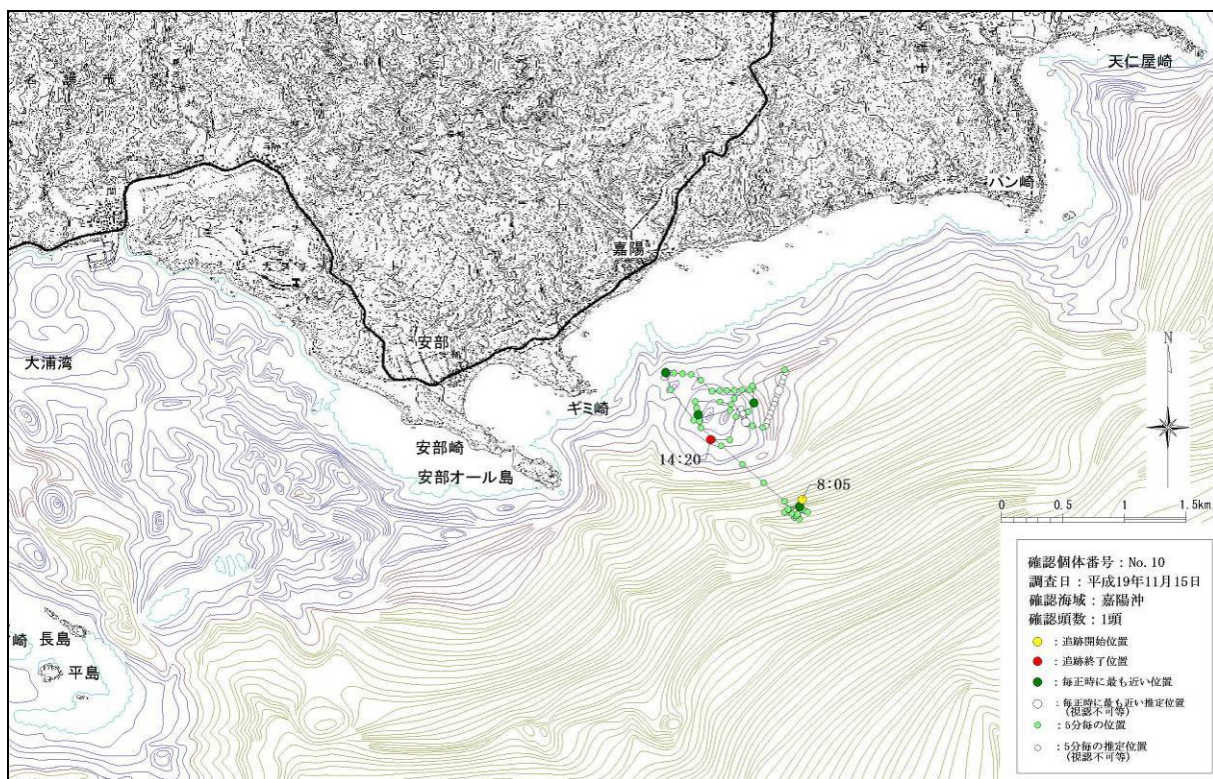 天仁屋崎
バン崎
嘉陽
安部
大浦湾
ギミ崎
安部崎
安部オール島
14:20
8:05
N
0 0.5 1 1.5km
長島
崎
平島
確認個体番号：No.10
調査日：平成19年11月15日
確認海域：嘉陽沖
確認頭数：1頭
：追跡開始位置
：追跡終了位置
：毎正時に最も近い位置
：毎正時に最も近い推定位置
（視認不可等）
：5分毎の位置
：5分毎の推定位置
（視認不可等）